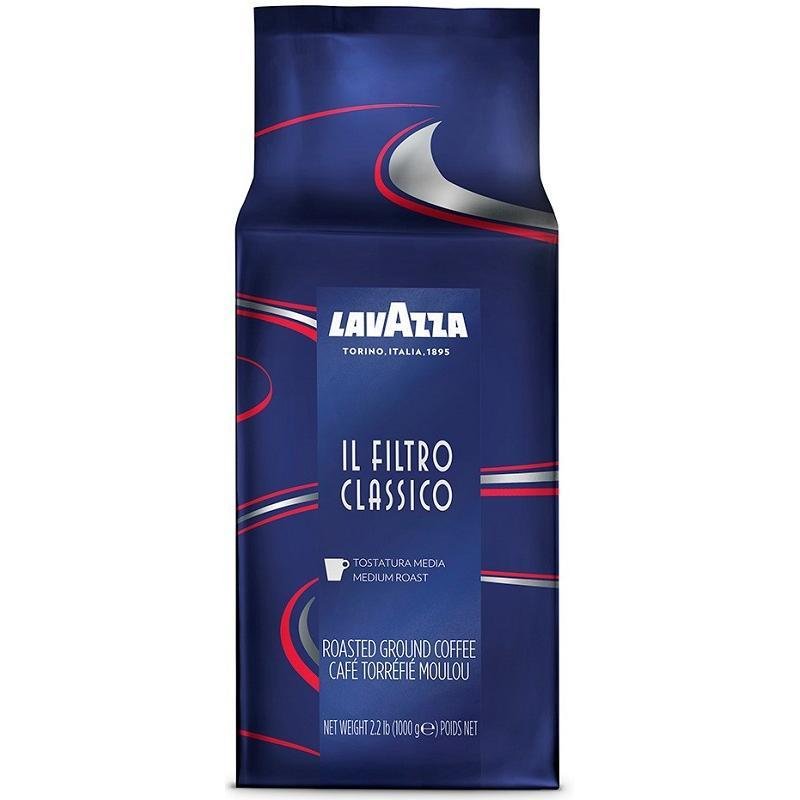 LAVAZZA
TORINO, ITALIA, 1895
IL FILTRO
CLASSICO
TOSTATURA MEDIA
MEDIUM ROAST
ROASTED GROUND COFFEE
CAFÉ TORRÉFIÉ MOULOU
NET WEIGHT 2.2 lb (1000 g℮) POIDS NET